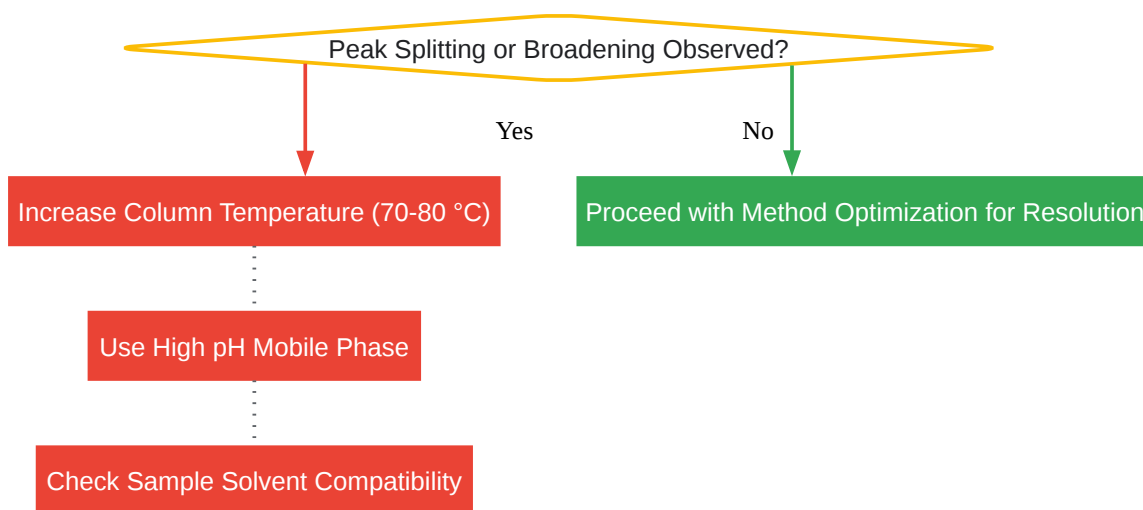 Peak Splitting or Broadening Observed?
Yes
No
Increase Column Temperature (70-80 °C)
Proceed with Method Optimization for Resolution
Use High pH Mobile Phase
Check Sample Solvent Compatibility